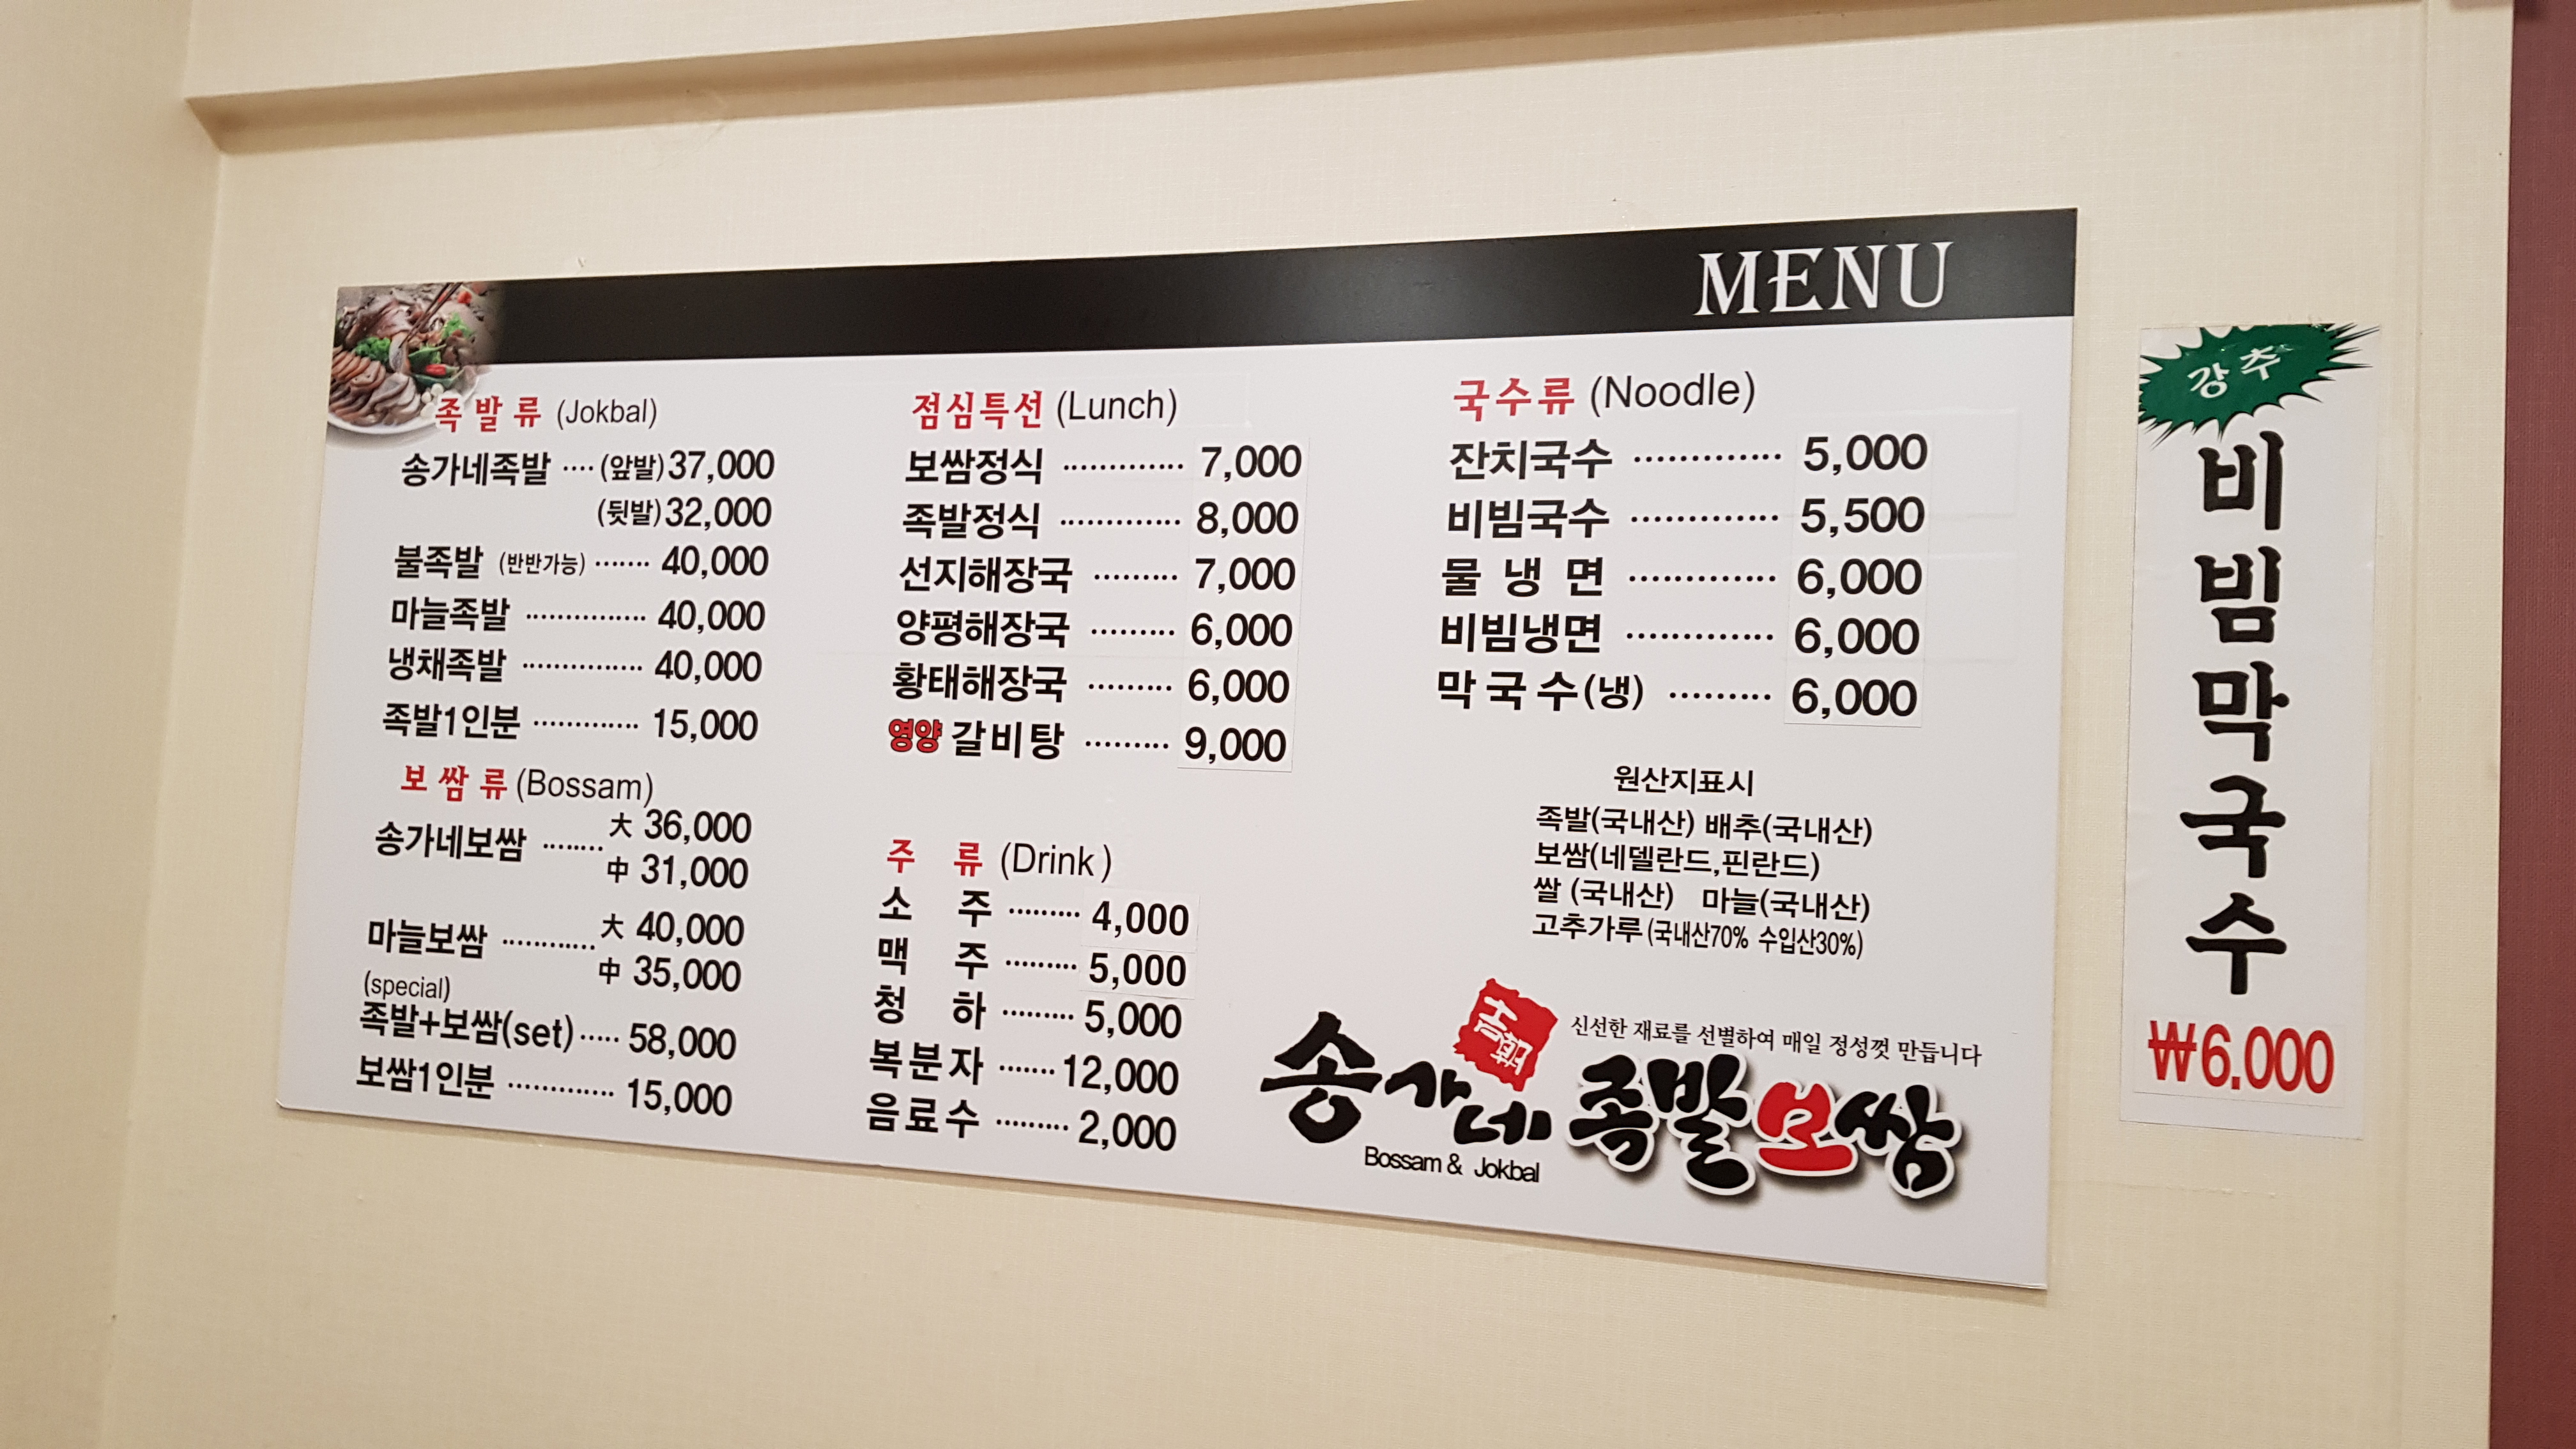 MENU
족발류 (Jokbal)
송가네족발 ···· (앞발) 37,000
(뒷발) 32,000
불족발 (반반가능) ······· 40,000
마늘족발 ··············· 40,000
냉채족발 ··············· 40,000
족발1인분 ············· 15,000
보쌈류 (Bossam)
송가네보쌈 ········ 大 36,000
中 31,000
마늘보쌈 ············ 大 40,000
中 35,000
(special)
족발+보쌈(set) ····· 58,000
보쌈1인분 ············· 15,000
점심특선 (Lunch)
보쌈정식 ············· 7,000
족발정식 ············· 8,000
선지해장국 ········· 7,000
양평해장국 ········· 6,000
황태해장국 ········· 6,000
영양 갈비탕 ········· 9,000
주 류 (Drink)
소 주 ········· 4,000
맥 주 ········· 5,000
청 하 ········· 5,000
복분자 ······· 12,000
음료수 ········· 2,000
국수류 (Noodle)
잔치국수 ············· 5,000
비빔국수 ············· 5,500
물 냉 면 ············· 6,000
비빔냉면 ············· 6,000
막국수(냉) ········· 6,000
원산지표시
족발(국내산) 배추(국내산)
보쌈(네델란드,핀란드)
쌀 (국내산) 마늘(국내산)
고추가루 (국내산70% 수입산30%)
신선한 재료를 선별하여 매일 정성껏 만듭니다
송가네 족발보쌈
Bossam & Jokbal
강추
비빔막국수
₩6.000